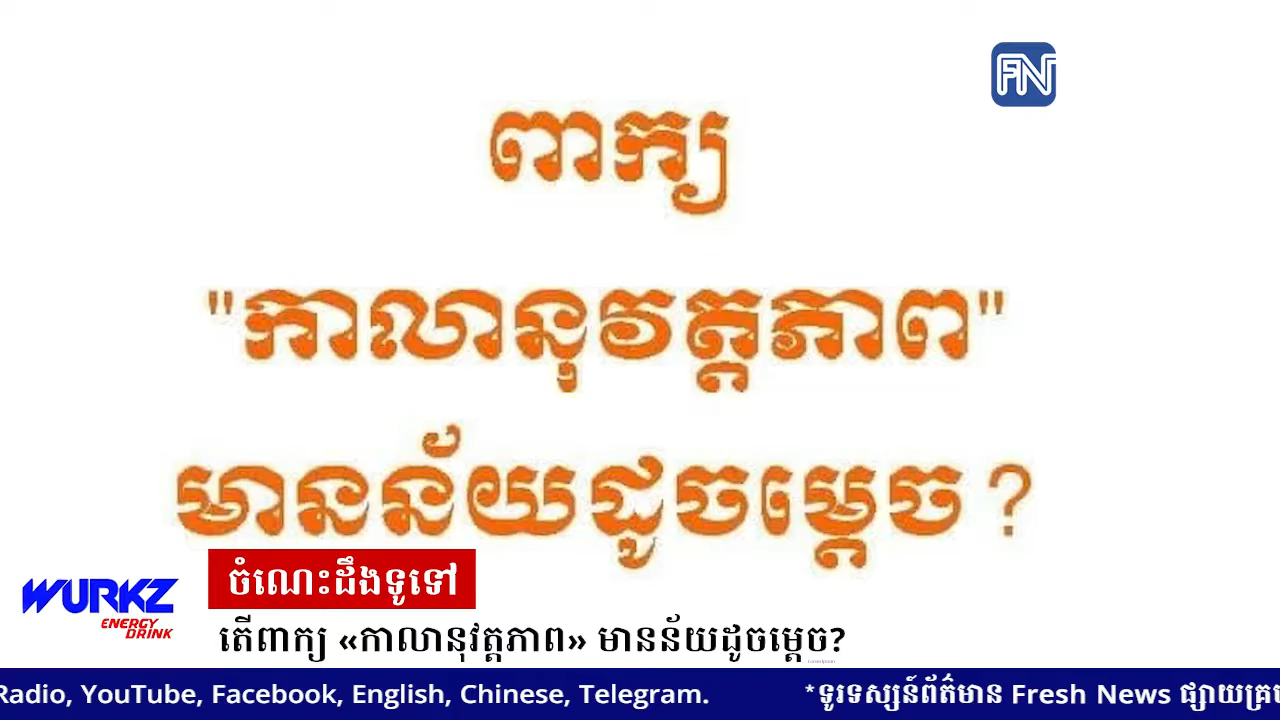 FN
ពាក្យ
"កាលានុវត្តភាព"
មានន័យដូចម្តេច?
ចំណេះដឹងទូទៅ
WURKZ
ENERGY
DRINK
តើពាក្យ «កាលានុវត្តភាព» មានន័យដូចម្តេច?
Radio, YouTube, Facebook, English, Chinese, Telegram. *ទូរទស្សន៍ព័ត៌មាន Fresh News ផ្សាយ